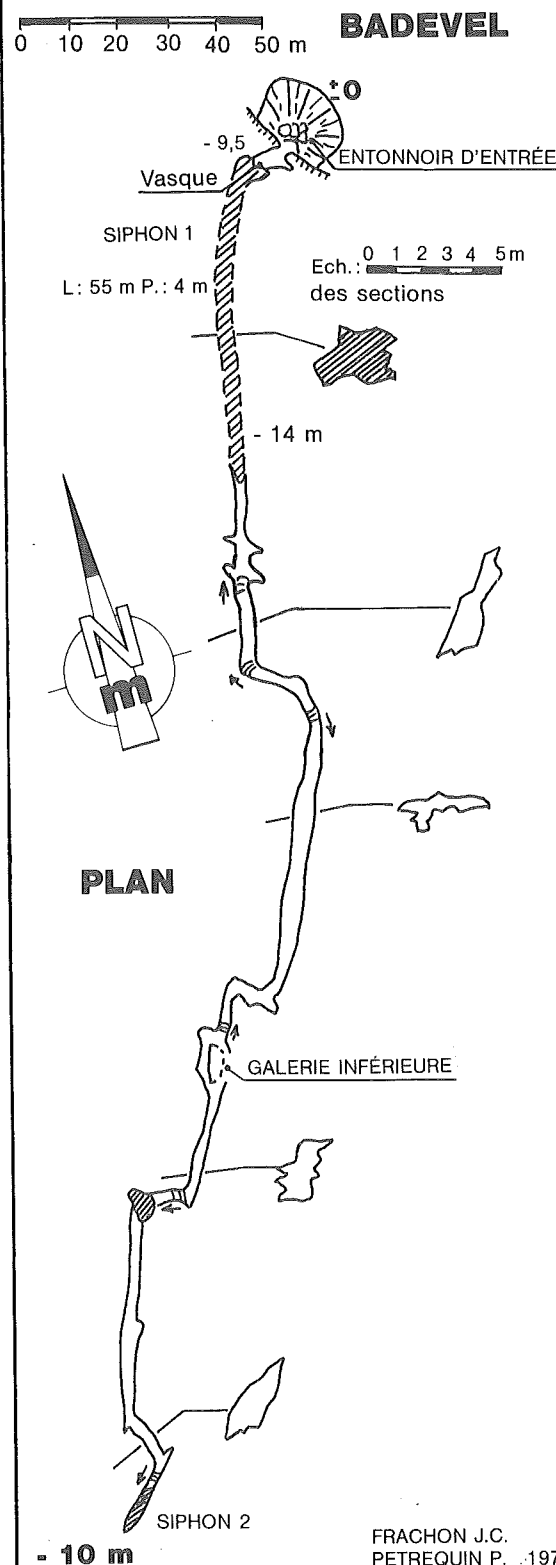 BADEVEL
0 10 20 30 40 50 m
±0
- 9,5
ENTONNOIR D'ENTRÉE
Vasque
SIPHON 1
L: 55 m P.: 4 m
Ech.: 0 1 2 3 4 5m
des sections
- 14 m
N
m
PLAN
GALERIE INFÉRIEURE
SIPHON 2
- 10 m
FRACHON J.C.
PETREQUIN P.